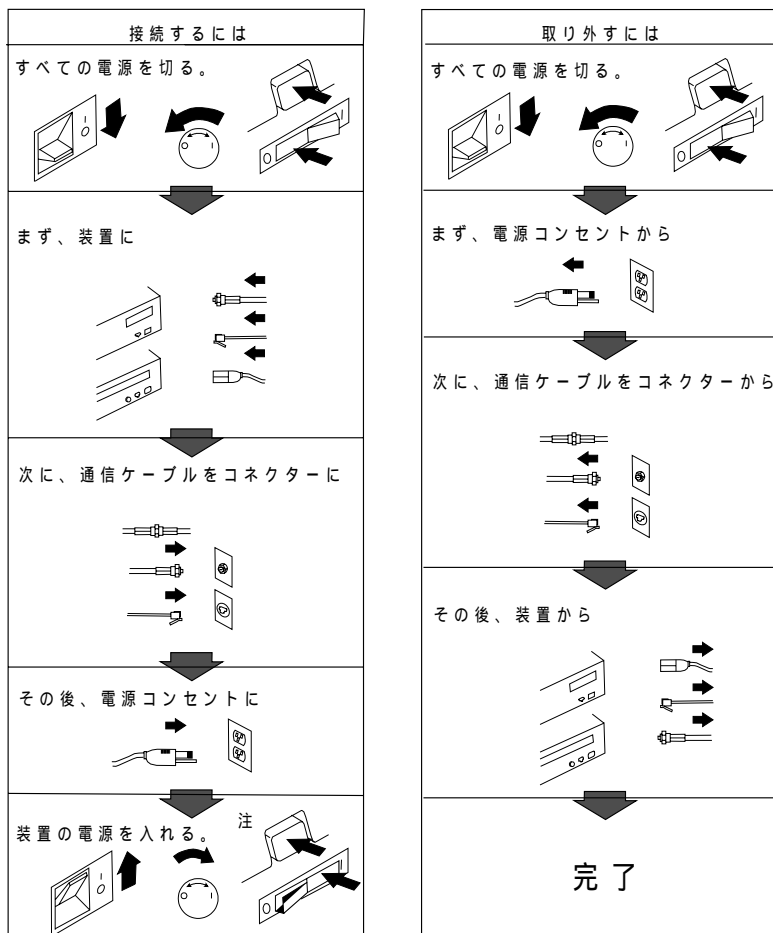 接続するには
すべての電源を切る。
まず、装置に
次に、通信ケーブルをコネクターに
その後、電源コンセントに
装置の電源を入れる。
注
取り外すには
すべての電源を切る。
まず、電源コンセントから
次に、通信ケーブルをコネクターから
その後、装置から
完了